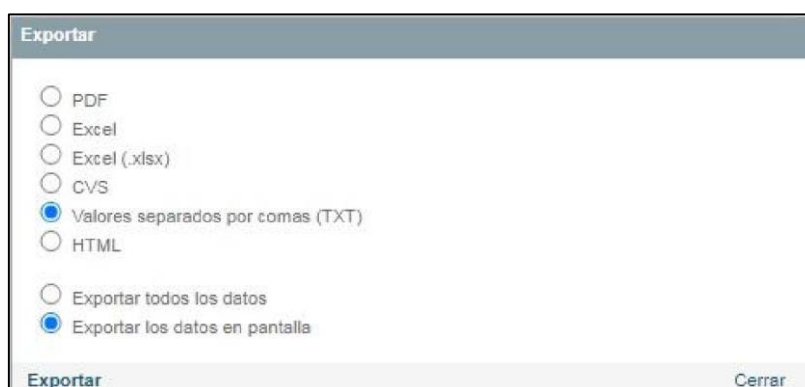 Exportar
PDF
Excel
Excel (.xlsx)
CVS
Valores separados por comas (TXT)
HTML
Exportar todos los datos
Exportar los datos en pantalla
Exportar Cerrar